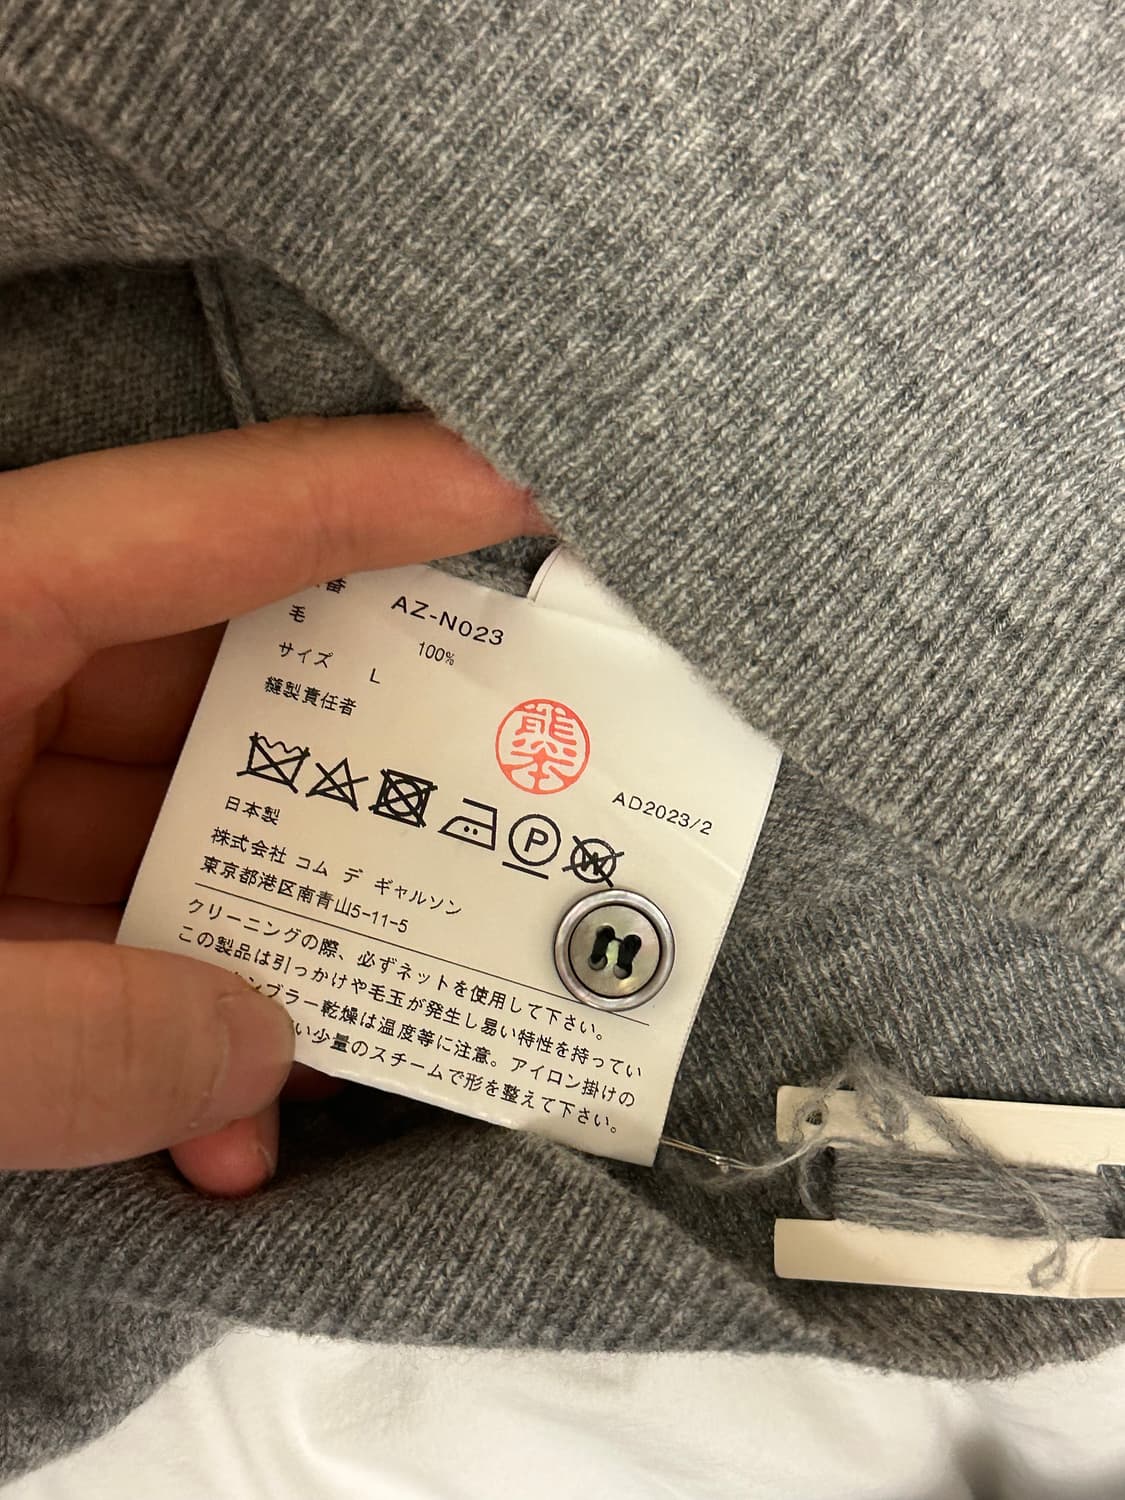 番 AZ-N023
毛 100%
サイズ L
縫製責任者
熊本
AD2023/2
P
W
日本製
株式会社 コム デ ギャルソン
東京都港区南青山5-11-5
クリーニングの際、必ずネットを使用して下さい。
この製品は引っかけや毛玉が発生し易い特性を持ってい
ンブラー乾燥は温度等に注意。アイロン掛けの
い少量のスチームで形を整えて下さい。